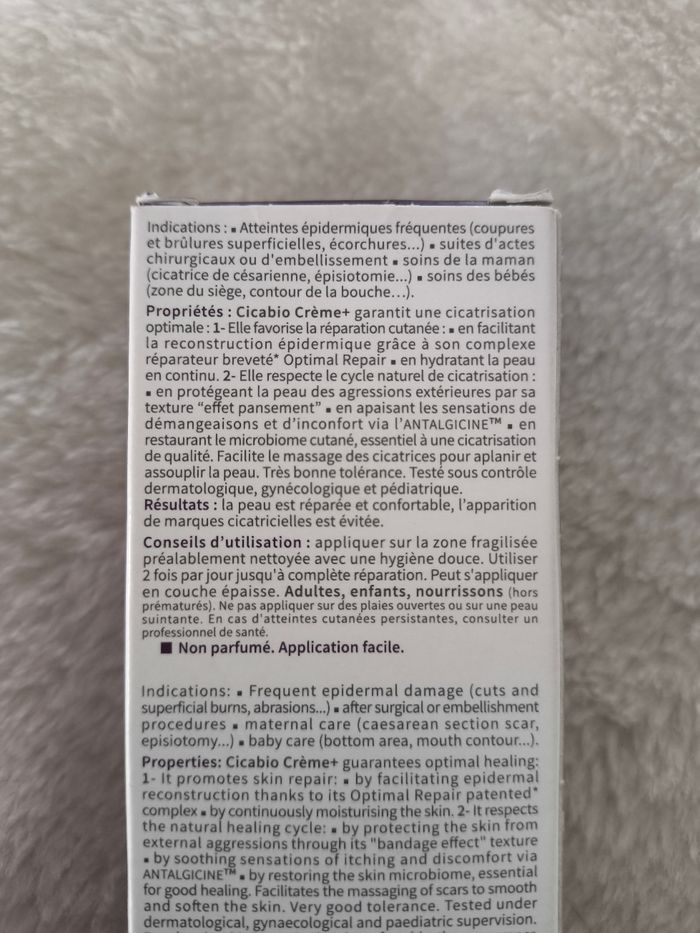 Indications : ▪ Atteintes épidermiques fréquentes (coupures
et brûlures superficielles, écorchures...) ▪ suites d'actes
chirurgicaux ou d'embellissement ▪ soins de la maman
(cicatrice de césarienne, épisiotomie...) ▪ soins des bébés
(zone du siège, contour de la bouche…).
Propriétés : Cicabio Crème+ garantit une cicatrisation
optimale : 1- Elle favorise la réparation cutanée : ▪ en facilitant
la reconstruction épidermique grâce à son complexe
réparateur breveté* Optimal Repair ▪ en hydratant la peau
en continu. 2- Elle respecte le cycle naturel de cicatrisation :
▪ en protégeant la peau des agressions extérieures par sa
texture “effet pansement” ▪ en apaisant les sensations de
démangeaisons et d’inconfort via l’ANTALGICINE™ ▪ en
restaurant le microbiome cutané, essentiel à une cicatrisation
de qualité. Facilite le massage des cicatrices pour aplanir et
assouplir la peau. Très bonne tolérance. Testé sous contrôle
dermatologique, gynécologique et pédiatrique.
Résultats : la peau est réparée et confortable, l’apparition
de marques cicatricielles est évitée.
Conseils d’utilisation : appliquer sur la zone fragilisée
préalablement nettoyée avec une hygiène douce. Utiliser
2 fois par jour jusqu'à complète réparation. Peut s'appliquer
en couche épaisse. Adultes, enfants, nourrissons (hors
prématurés). Ne pas appliquer sur des plaies ouvertes ou sur une peau
suintante. En cas d'atteintes cutanées persistantes, consulter un
professionnel de santé.
■ Non parfumé. Application facile.
Indications: ▪ Frequent epidermal damage (cuts and
superficial burns, abrasions...) ▪ after surgical or embellishment
procedures ▪ maternal care (caesarean section scar,
episiotomy...) ▪ baby care (bottom area, mouth contour...).
Properties: Cicabio Crème+ guarantees optimal healing:
1- It promotes skin repair: ▪ by facilitating epidermal
reconstruction thanks to its Optimal Repair patented*
complex ▪ by continuously moisturising the skin. 2- It respects
the natural healing cycle: ▪ by protecting the skin from
external aggressions through its "bandage effect" texture
▪ by soothing sensations of itching and discomfort via
ANTALGICINE™ ▪ by restoring the skin microbiome, essential
for good healing. Facilitates the massaging of scars to smooth
and soften the skin. Very good tolerance. Tested under
dermatological, gynaecological and paediatric supervision.